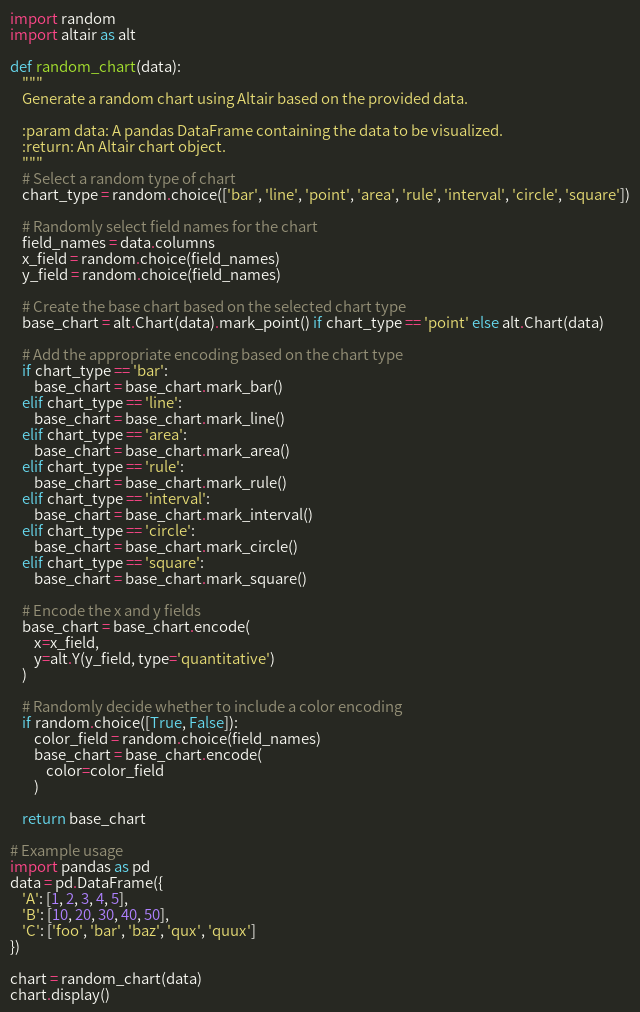 import random
import altair as alt

def random_chart(data):
    """
    Generate a random chart using Altair based on the provided data.

    :param data: A pandas DataFrame containing the data to be visualized.
    :return: An Altair chart object.
    """
    # Select a random type of chart
    chart_type = random.choice(['bar', 'line', 'point', 'area', 'rule', 'interval', 'circle', 'square'])

    # Randomly select field names for the chart
    field_names = data.columns
    x_field = random.choice(field_names)
    y_field = random.choice(field_names)

    # Create the base chart based on the selected chart type
    base_chart = alt.Chart(data).mark_point() if chart_type == 'point' else alt.Chart(data)

    # Add the appropriate encoding based on the chart type
    if chart_type == 'bar':
        base_chart = base_chart.mark_bar()
    elif chart_type == 'line':
        base_chart = base_chart.mark_line()
    elif chart_type == 'area':
        base_chart = base_chart.mark_area()
    elif chart_type == 'rule':
        base_chart = base_chart.mark_rule()
    elif chart_type == 'interval':
        base_chart = base_chart.mark_interval()
    elif chart_type == 'circle':
        base_chart = base_chart.mark_circle()
    elif chart_type == 'square':
        base_chart = base_chart.mark_square()

    # Encode the x and y fields
    base_chart = base_chart.encode(
        x=x_field,
        y=alt.Y(y_field, type='quantitative')
    )

    # Randomly decide whether to include a color encoding
    if random.choice([True, False]):
        color_field = random.choice(field_names)
        base_chart = base_chart.encode(
            color=color_field
        )

    return base_chart

# Example usage
import pandas as pd
data = pd.DataFrame({
    'A': [1, 2, 3, 4, 5],
    'B': [10, 20, 30, 40, 50],
    'C': ['foo', 'bar', 'baz', 'qux', 'quux']
})

chart = random_chart(data)
chart.display()